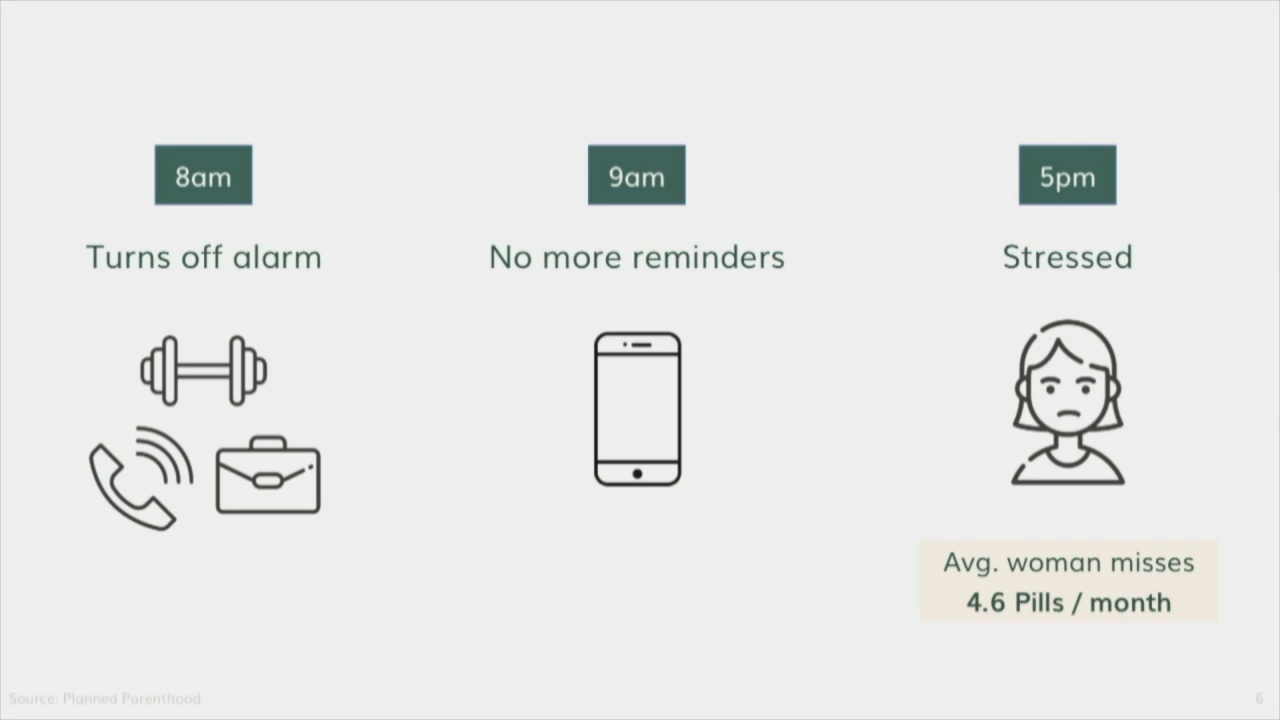 8am
9am
5pm
Turns off alarm
No more reminders
Stressed
Avg. woman misses
4.6 Pills / month
Source: Planned Parenthood
6